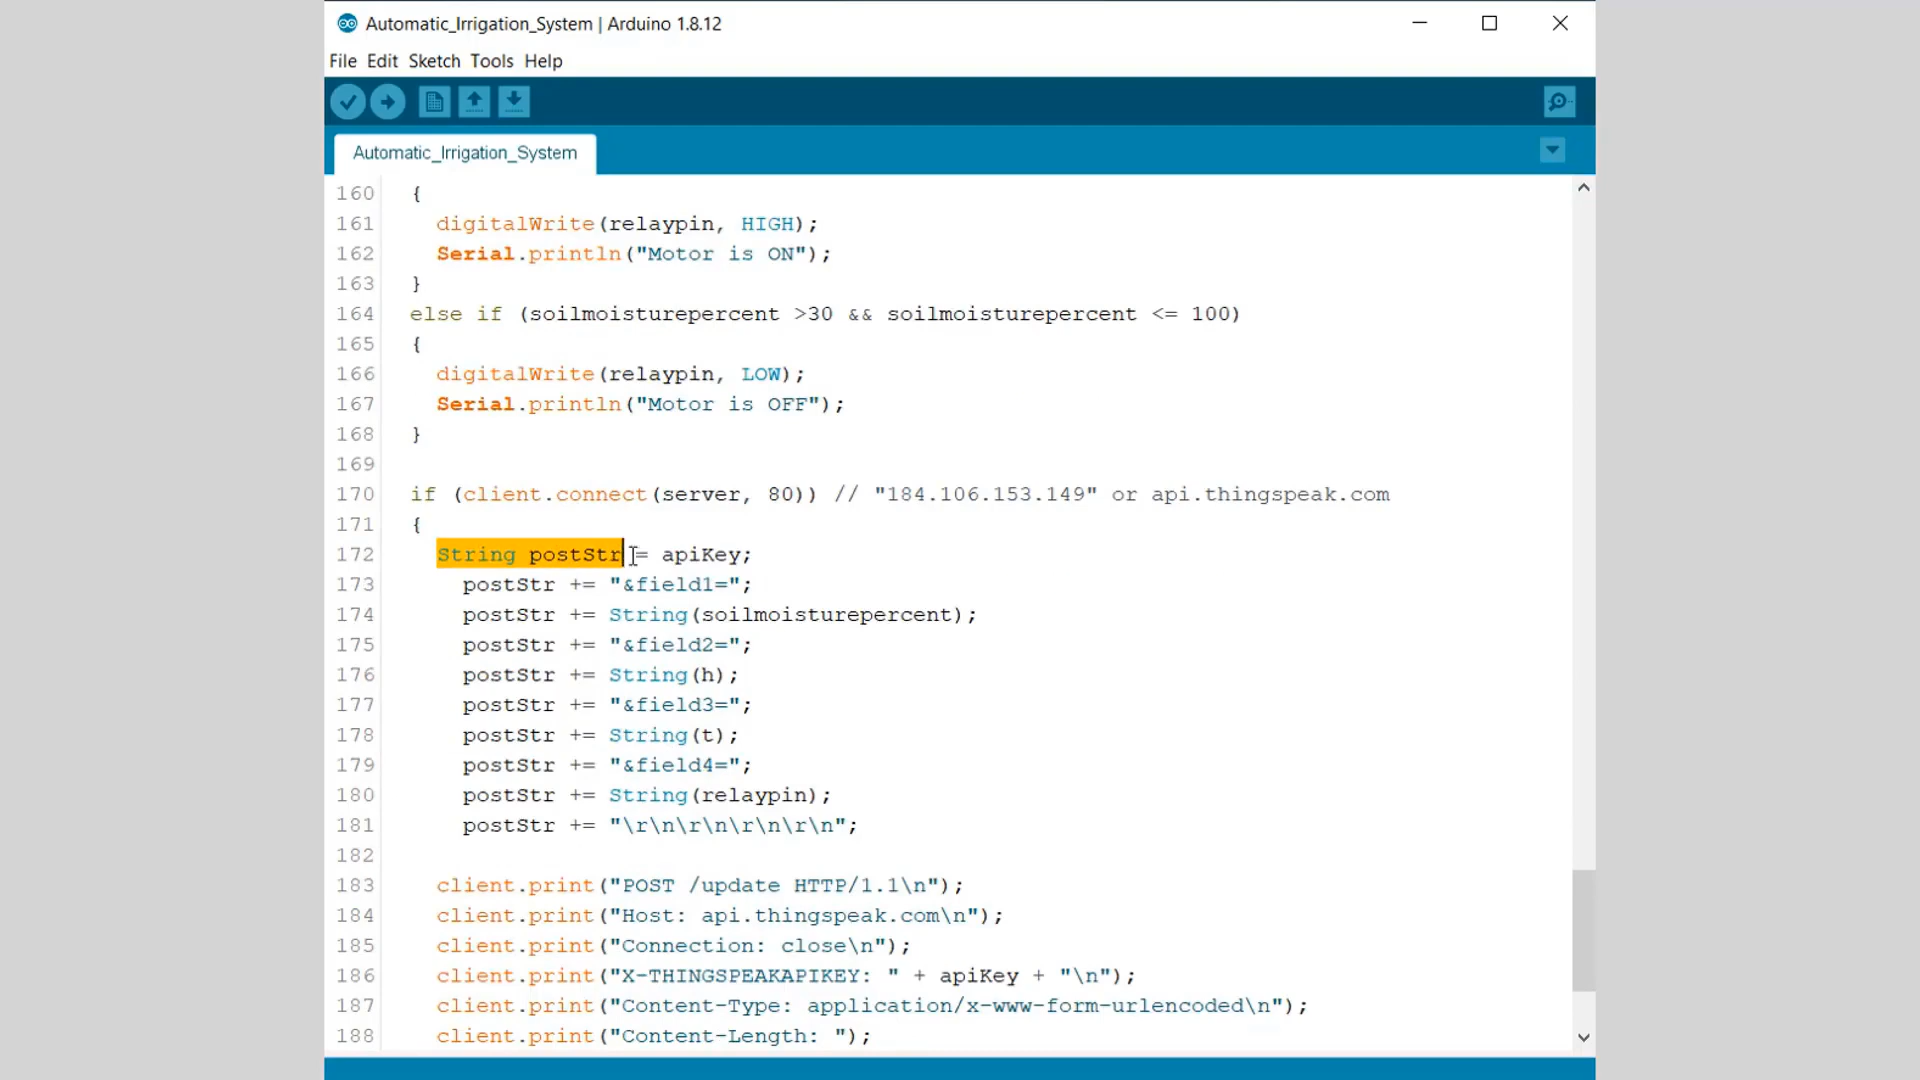 Automatic_Irrigation_System | Arduino 1.8.12
File Edit Sketch Tools Help
Automatic_Irrigation_System
160 {
161 digitalWrite(relaypin, HIGH);
162 Serial.println("Motor is ON");
163 }
164 else if (soilmoisturepercent >30 && soilmoisturepercent <= 100)
165 {
166 digitalWrite(relaypin, LOW);
167 Serial.println("Motor is OFF");
168 }
169
170 if (client.connect(server, 80)) // "184.106.153.149" or api.thingspeak.com
171 {
172 String postStr = apiKey;
173 postStr += "&field1=";
174 postStr += String(soilmoisturepercent);
175 postStr += "&field2=";
176 postStr += String(h);
177 postStr += "&field3=";
178 postStr += String(t);
179 postStr += "&field4=";
180 postStr += String(relaypin);
181 postStr += "\r\n\r\n\r\n\r\n";
182
183 client.print("POST /update HTTP/1.1\n");
184 client.print("Host: api.thingspeak.com\n");
185 client.print("Connection: close\n");
186 client.print("X-THINGSPEAKAPIKEY: " + apiKey + "\n");
187 client.print("Content-Type: application/x-www-form-urlencoded\n");
188 client.print("Content-Length: ");